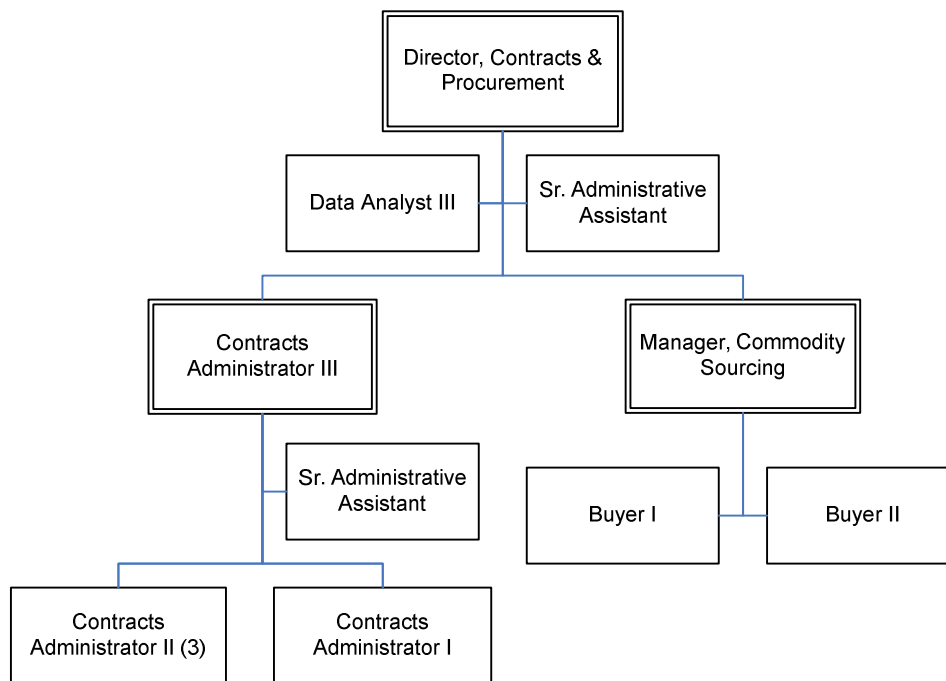 Director, Contracts &
Procurement
Data Analyst III
Sr. Administrative
Assistant
Contracts
Administrator III
Manager, Commodity
Sourcing
Sr. Administrative
Assistant
Buyer I
Buyer II
Contracts
Administrator II (3)
Contracts
Administrator I